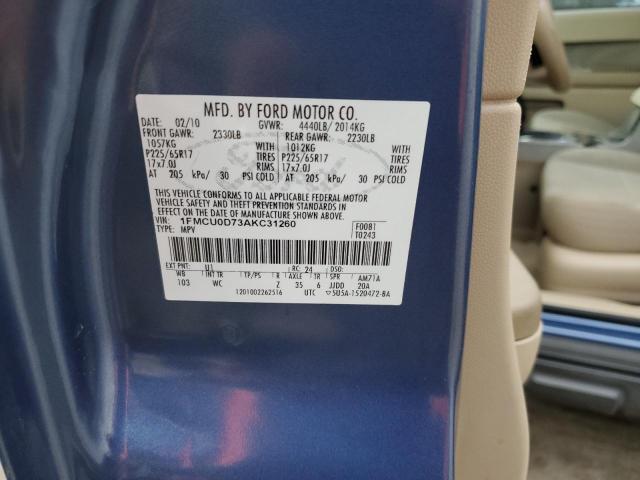 MFD. BY FORD MOTOR CO.
DATE: 02/10 GVWR: 4440LB/ 2014KG
FRONT GAWR: 2330LB REAR GAWR: 2230LB
1057KG WITH 1012KG WITH
P225/65R17 TIRES P225/65R17 TIRES
17x7.0J RIMS 17x7.0J RIMS
AT 205 kPa/ 30 PSI COLD AT 205 kPa/ 30 PSI COLD
THIS VEHICLE CONFORMS TO ALL APPLICABLE FEDERAL MOTOR
VEHICLE SAFETY AND THEFT PREVENTION STANDARDS IN
EFFECT ON THE DATE OF MANUFACTURE SHOWN ABOVE.
VIN: 1FMCU0D73AKC31260 F0081
TYPE: MPV T0243
EXT PNT: U1 RC: 24 DSO:
WB INT TR TP/PS R AXLE TR SPR AM71A
103 WC Z 35 6 JJDD 20A
1201002262516 UTC 5U5A-1520472-BA